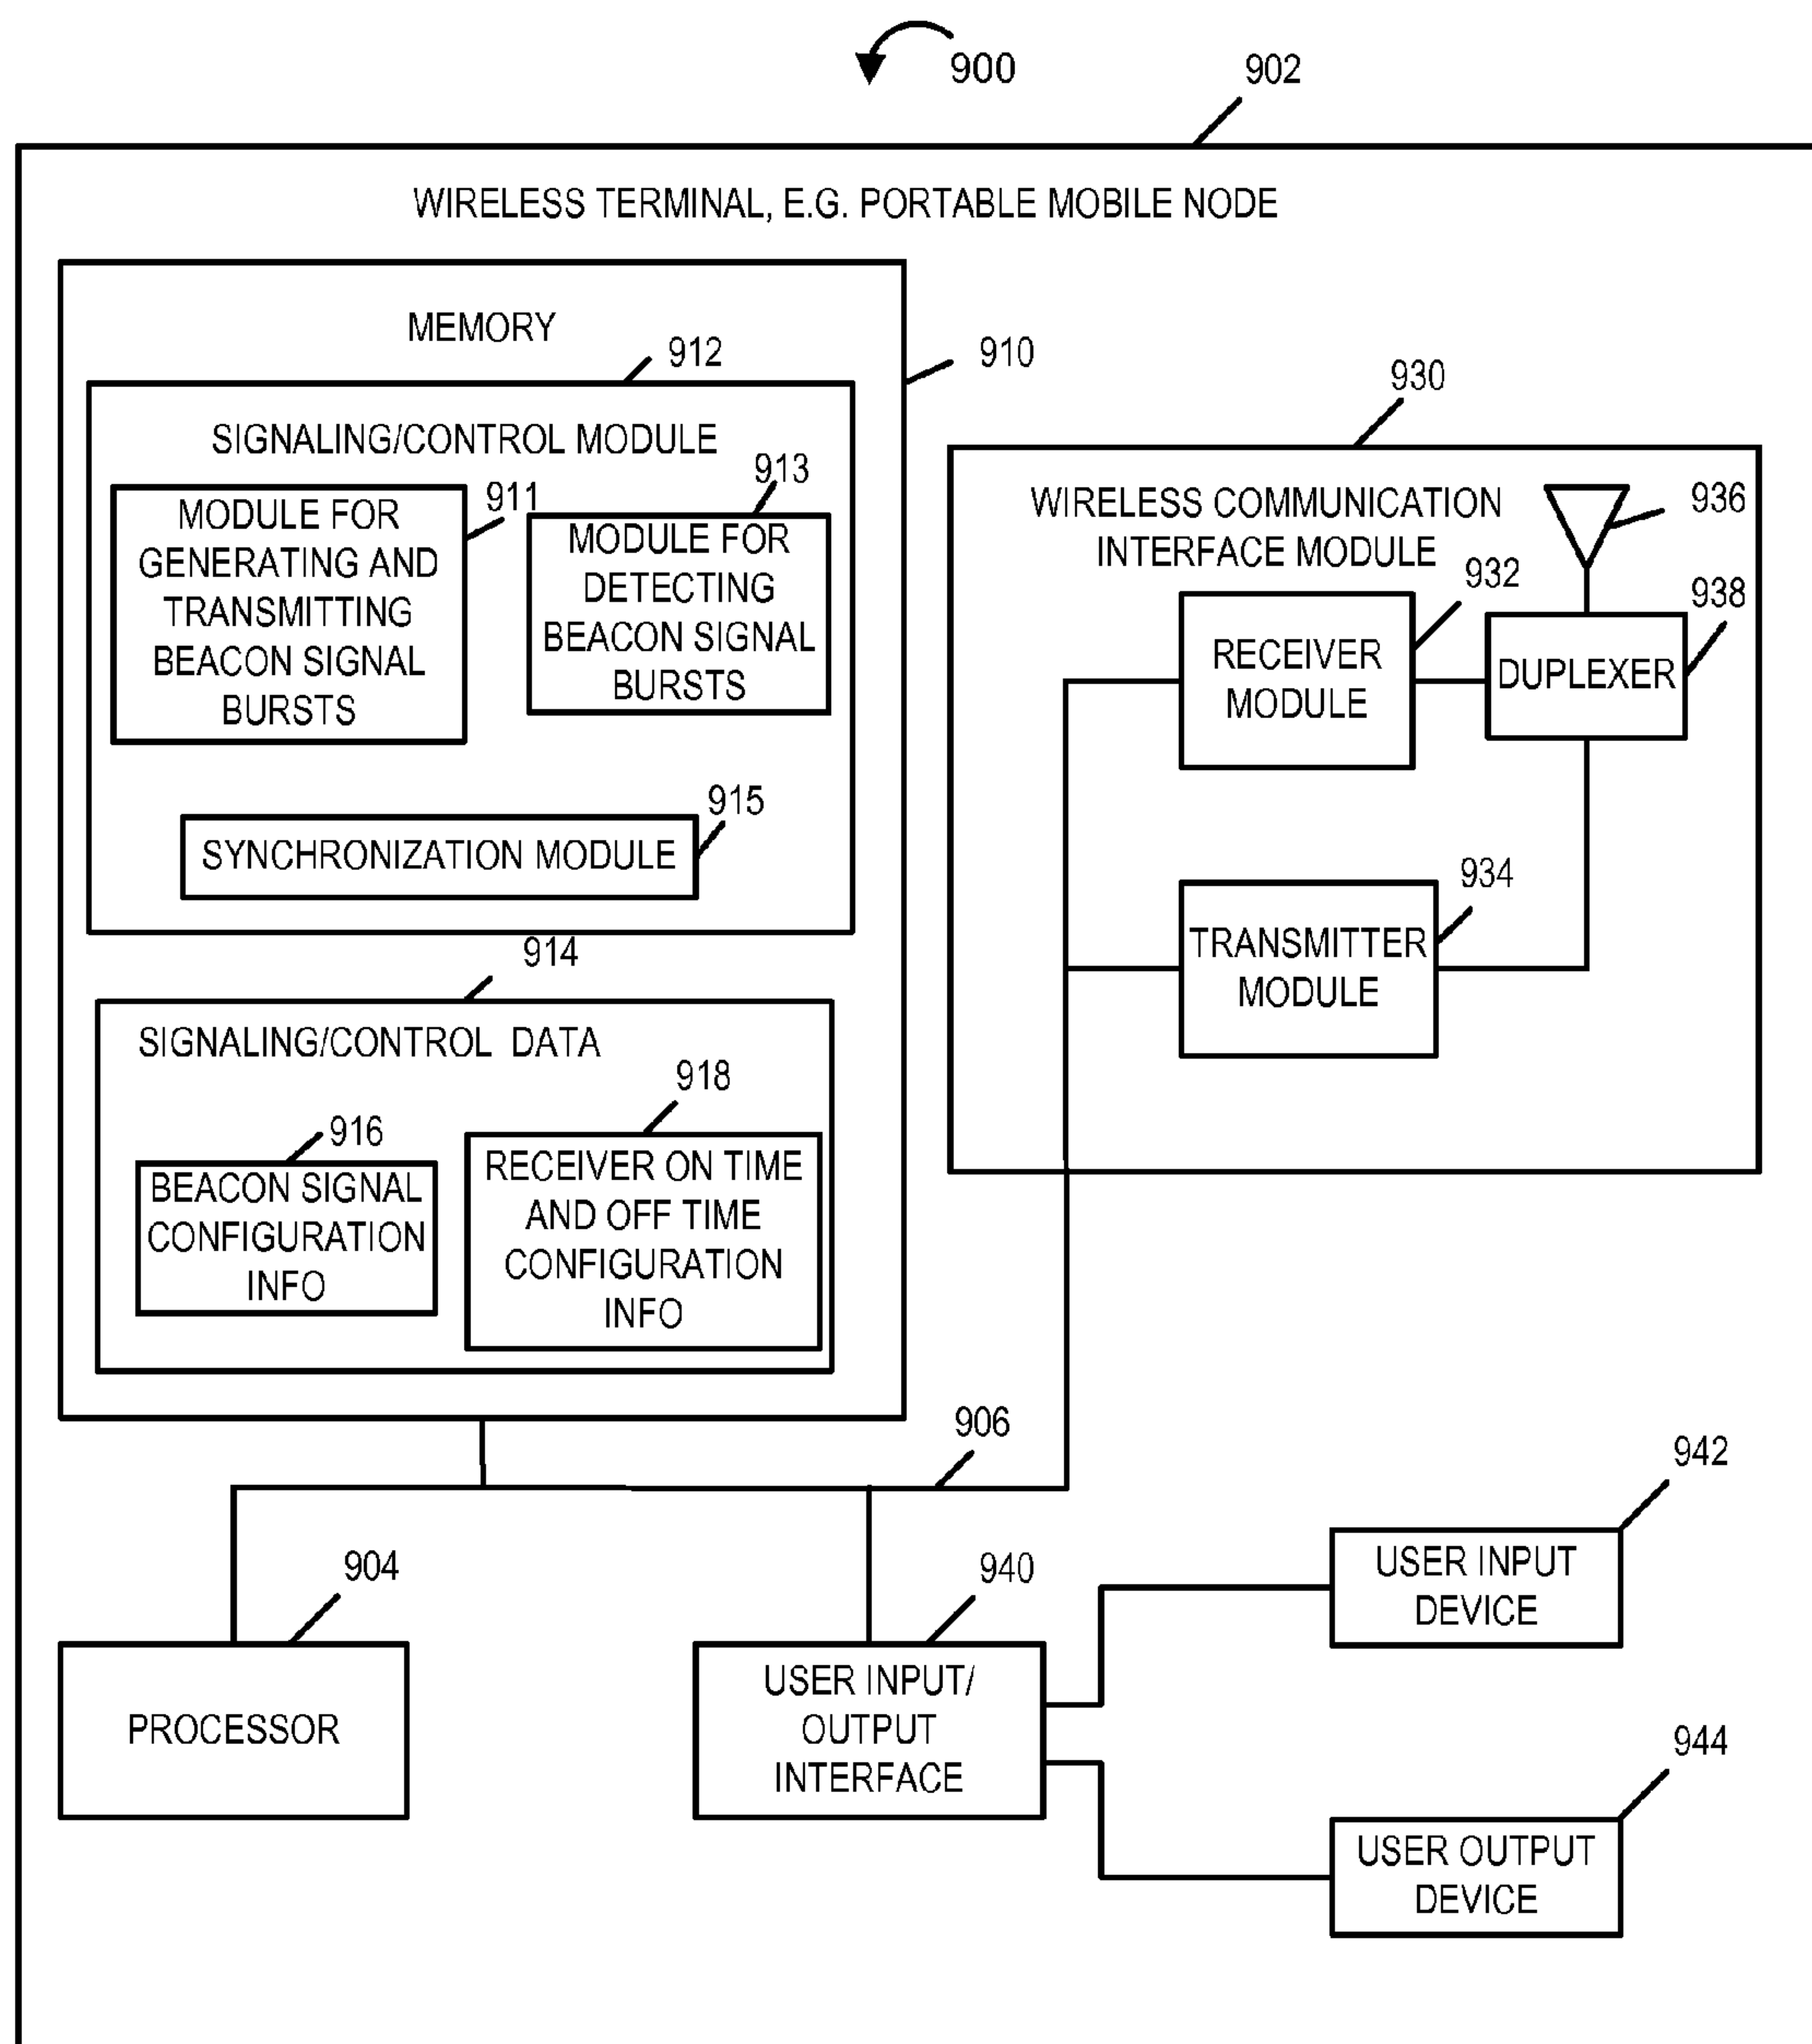 900
902
WIRELESS TERMINAL, E.G. PORTABLE MOBILE NODE
MEMORY
912
910
SIGNALING/CONTROL MODULE
911
MODULE FOR
GENERATING AND
TRANSMITTING
BEACON SIGNAL
BURSTS
913
MODULE FOR
DETECTING
BEACON SIGNAL
BURSTS
915
SYNCHRONIZATION MODULE
914
SIGNALING/CONTROL DATA
916
BEACON SIGNAL
CONFIGURATION
INFO
918
RECEIVER ON TIME
AND OFF TIME
CONFIGURATION
INFO
930
WIRELESS COMMUNICATION
INTERFACE MODULE
936
932
RECEIVER
MODULE
938
DUPLEXER
934
TRANSMITTER
MODULE
906
904
PROCESSOR
940
USER INPUT/
OUTPUT
INTERFACE
942
USER INPUT
DEVICE
944
USER OUTPUT
DEVICE